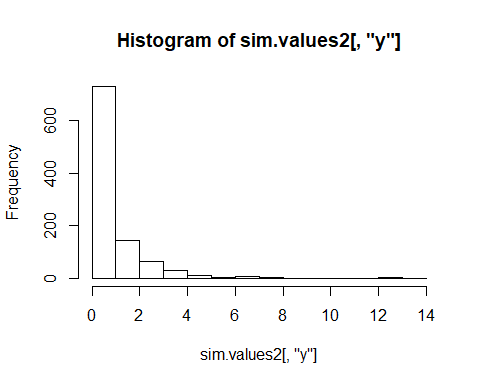 Histogram of sim.values2[, "y"]
Frequency
600
400
200
0
0 2 4 6 8 10 12 14
sim.values2[, "y"]